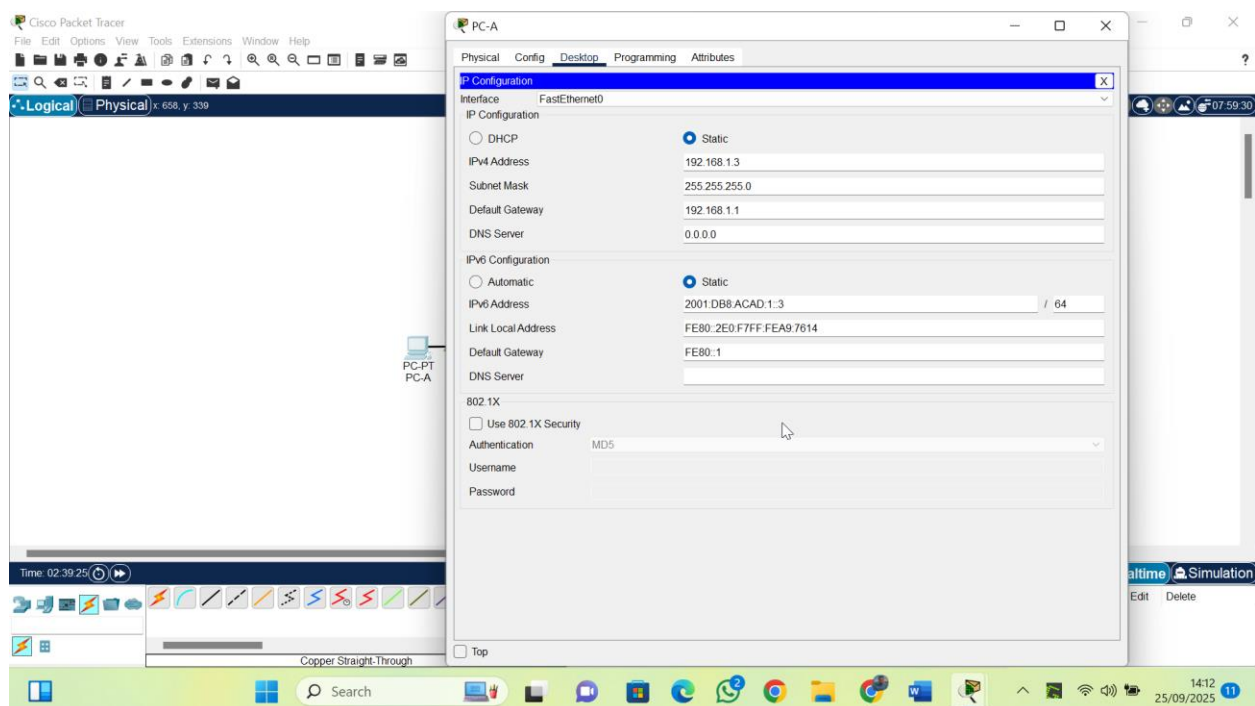 Cisco Packet Tracer
File Edit Options View Tools Extensions Window Help
Logical Physical x: 658, y: 339
07:59:30
?
PC-PT
PC-A
PC-A
Physical Config Desktop Programming Attributes
IP Configuration X
Interface FastEthernet0
IP Configuration
DHCP Static
IPv4 Address 192.168.1.3
Subnet Mask 255.255.255.0
Default Gateway 192.168.1.1
DNS Server 0.0.0.0
IPv6 Configuration
Automatic Static
IPv6 Address 2001:DB8:ACAD:1::3 / 64
Link Local Address FE80::2E0:F7FF:FEA9:7614
Default Gateway FE80::1
DNS Server
802.1X
Use 802.1X Security
Authentication MD5
Username
Password
Top
Time: 02:39:25
altime Simulation
Edit Delete
Copper Straight-Through
Search
2
14:12
25/09/2025
11